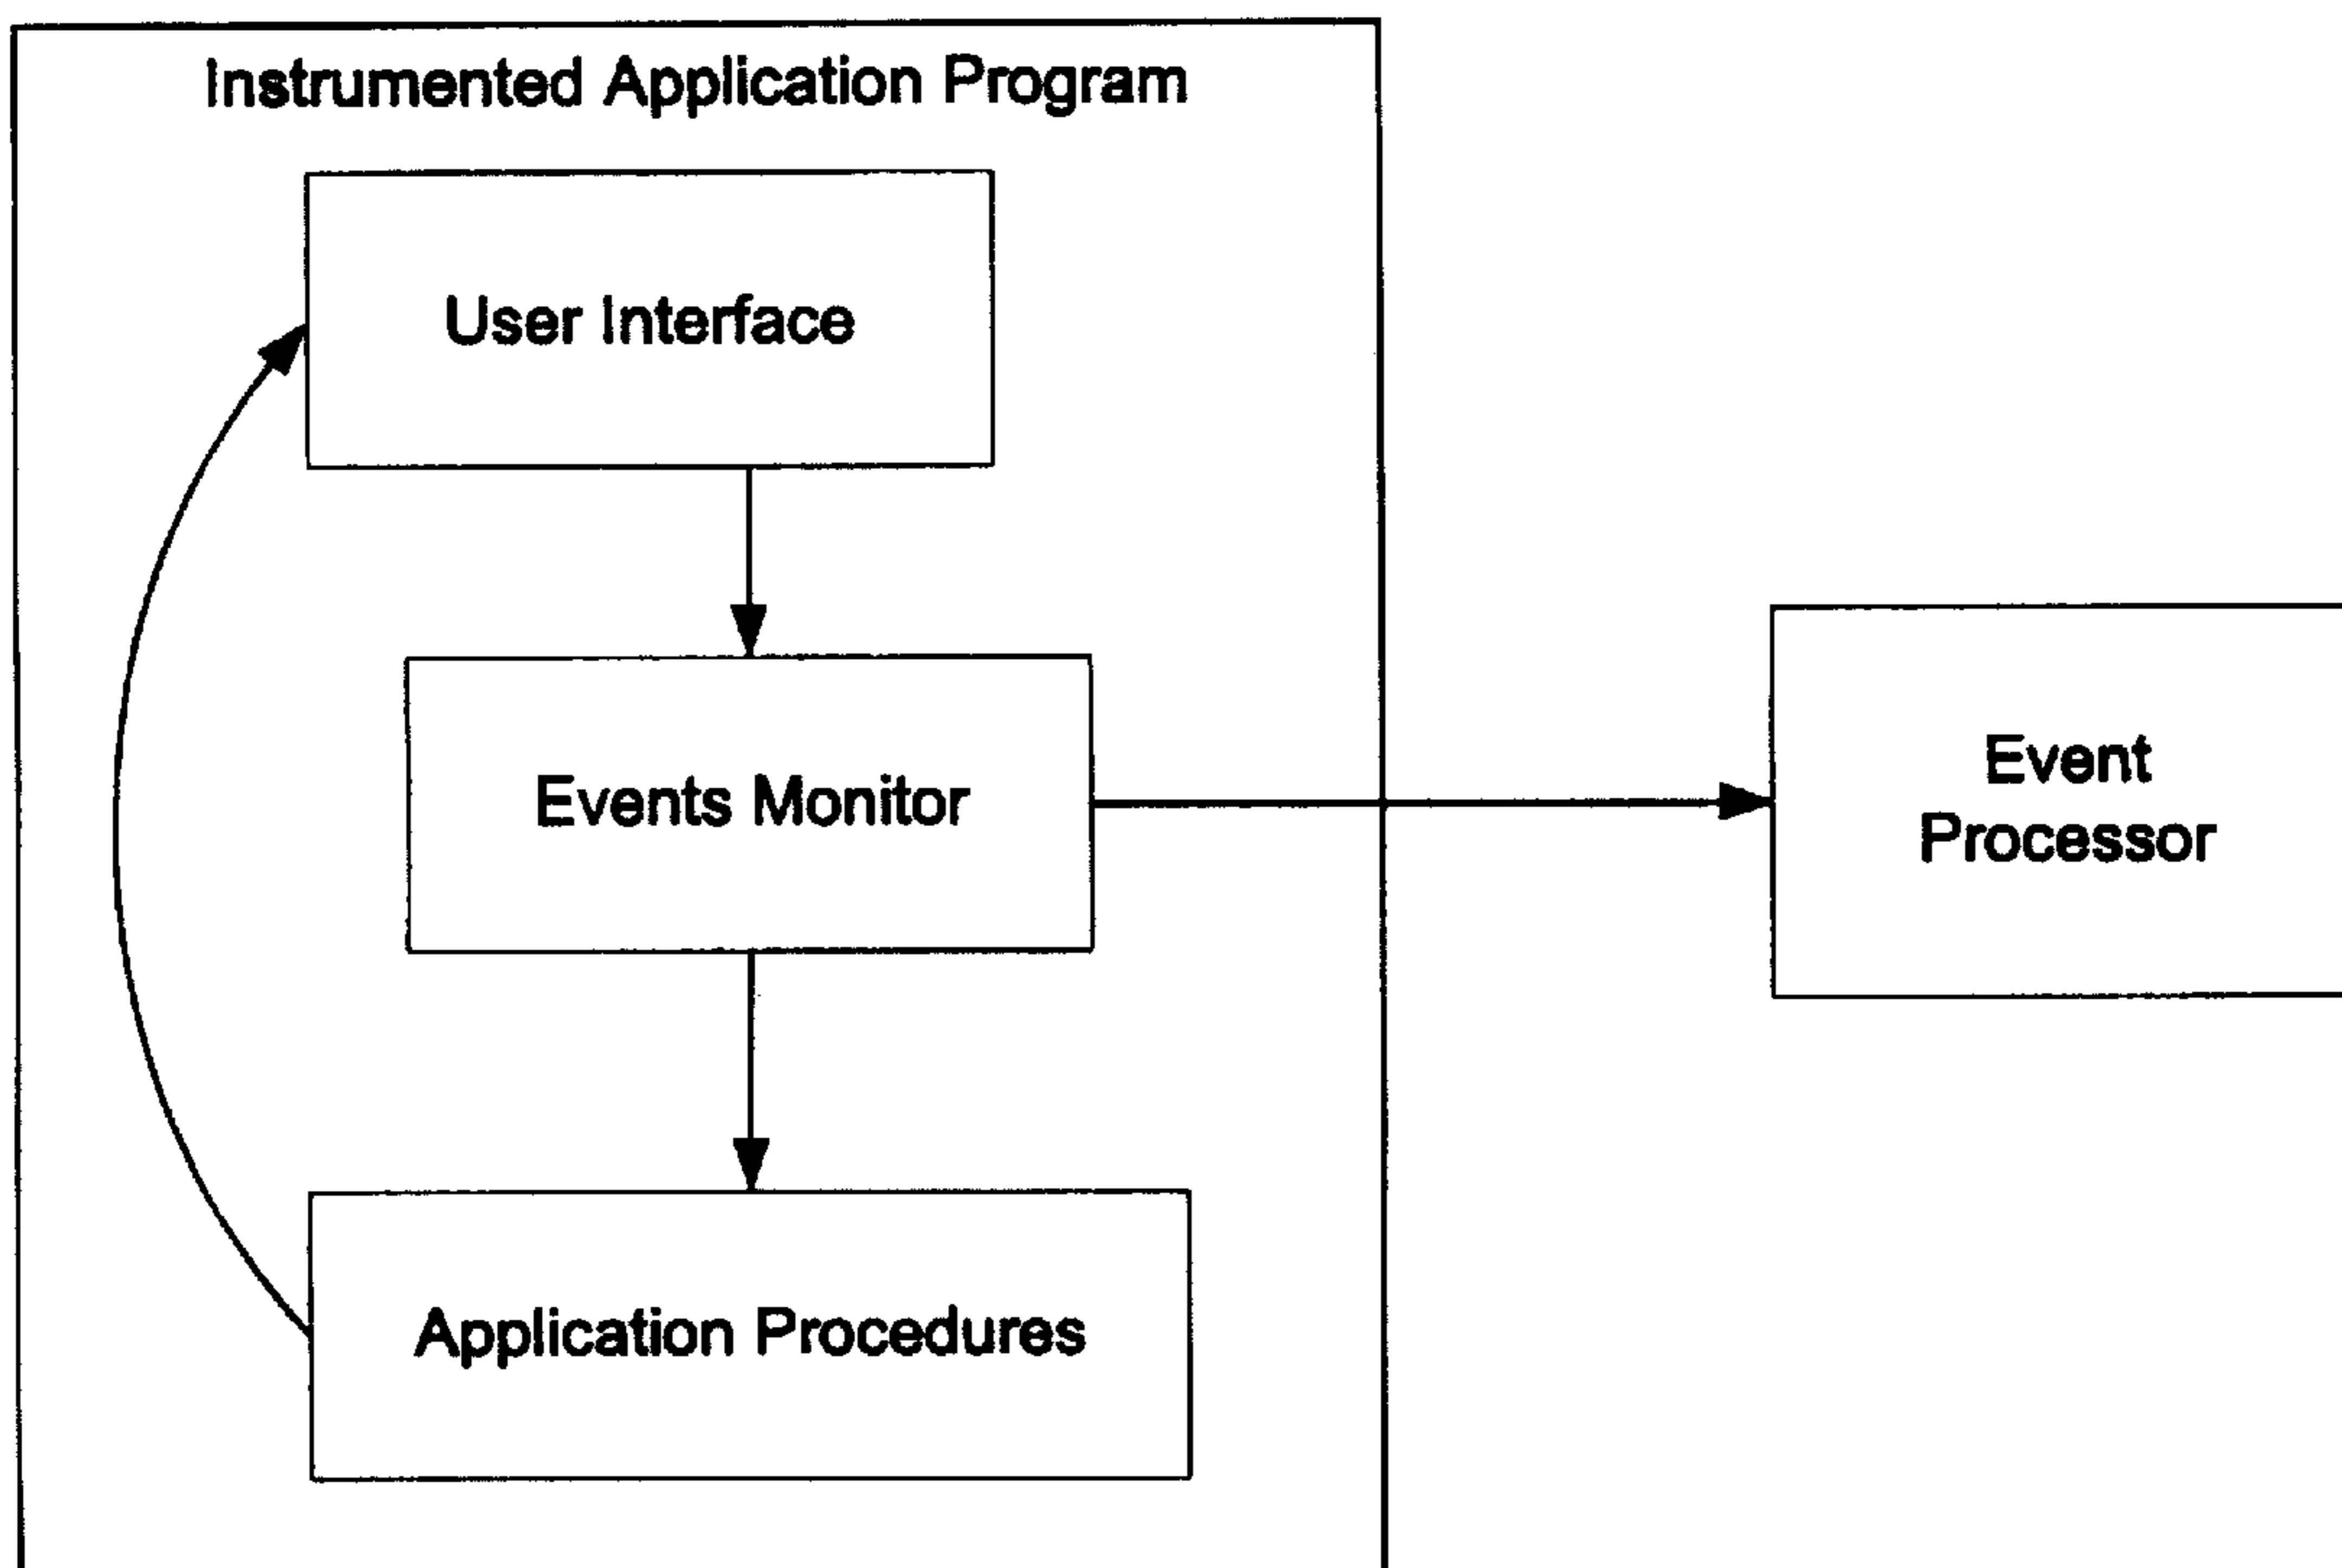 Instrumented Application Program
User Interface
Events Monitor
Event
Processor
Application Procedures